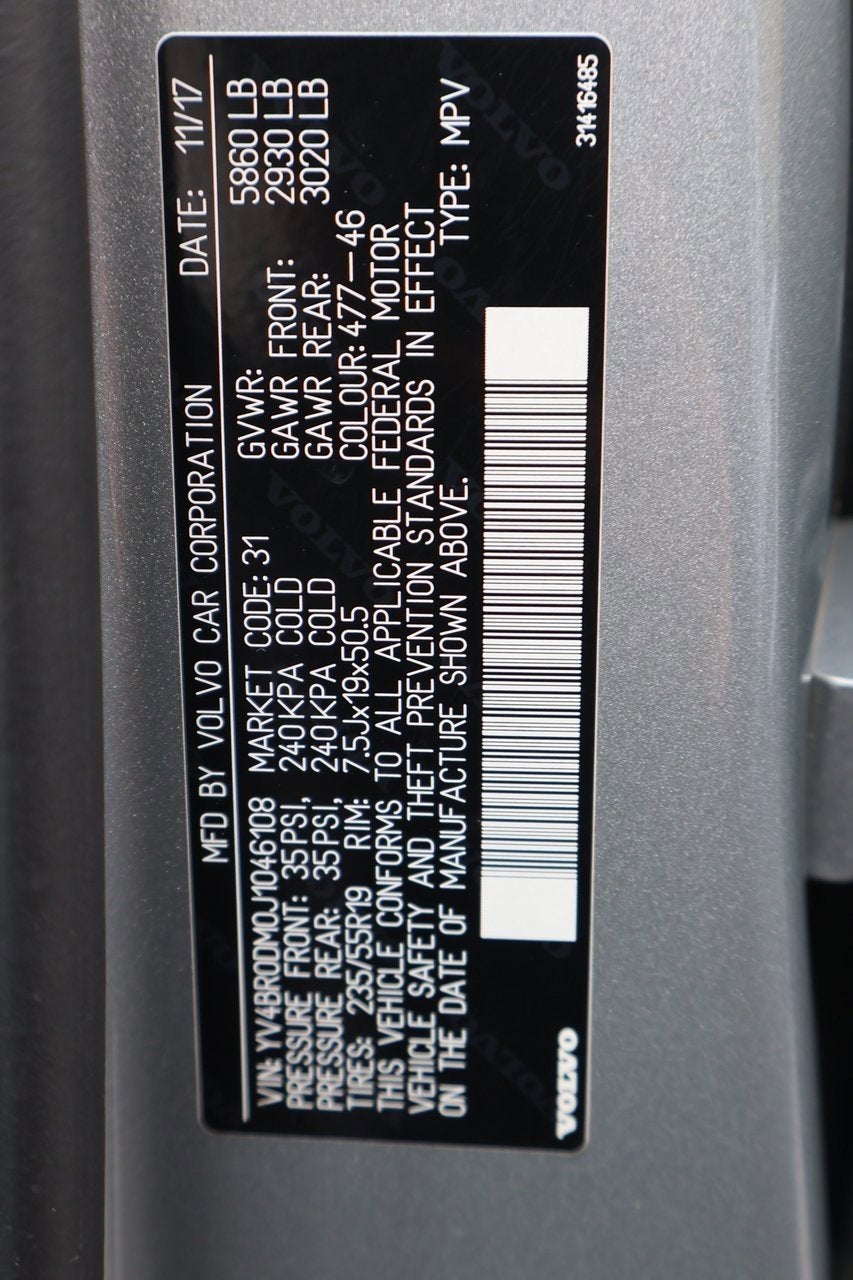 MFD BY VOLVO CAR CORPORATION DATE: 11/17
VIN: YV4BR0DM0J1046108 MARKET CODE: 31 GVWR: 5860 LB
PRESSURE FRONT: 35PSI, 240KPA COLD GAWR FRONT: 2930 LB
PRESSURE REAR: 35PSI, 240KPA COLD GAWR REAR: 3020 LB
TIRES: 235/55R19 RIM: 7.5Jx19x50.5 COLOUR: 477—46
THIS VEHICLE CONFORMS TO ALL APPLICABLE FEDERAL MOTOR
VEHICLE SAFETY AND THEFT PREVENTION STANDARDS IN EFFECT
ON THE DATE OF MANUFACTURE SHOWN ABOVE. TYPE: MPV
VOLVO 31416485